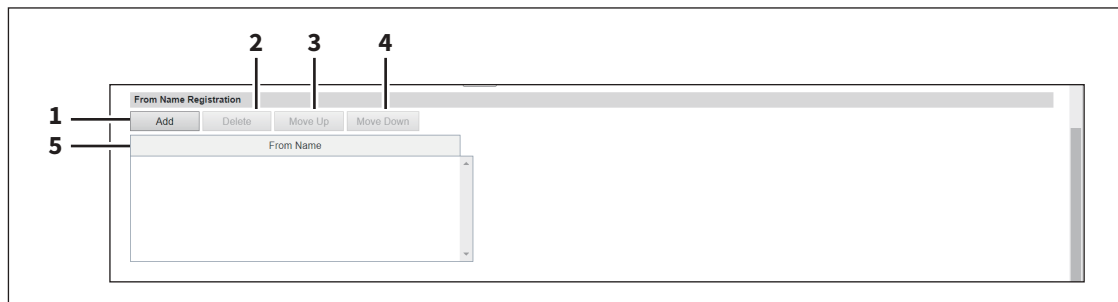 2 3 4
From Name Registration
1 Add Delete Move Up Move Down
5 From Name